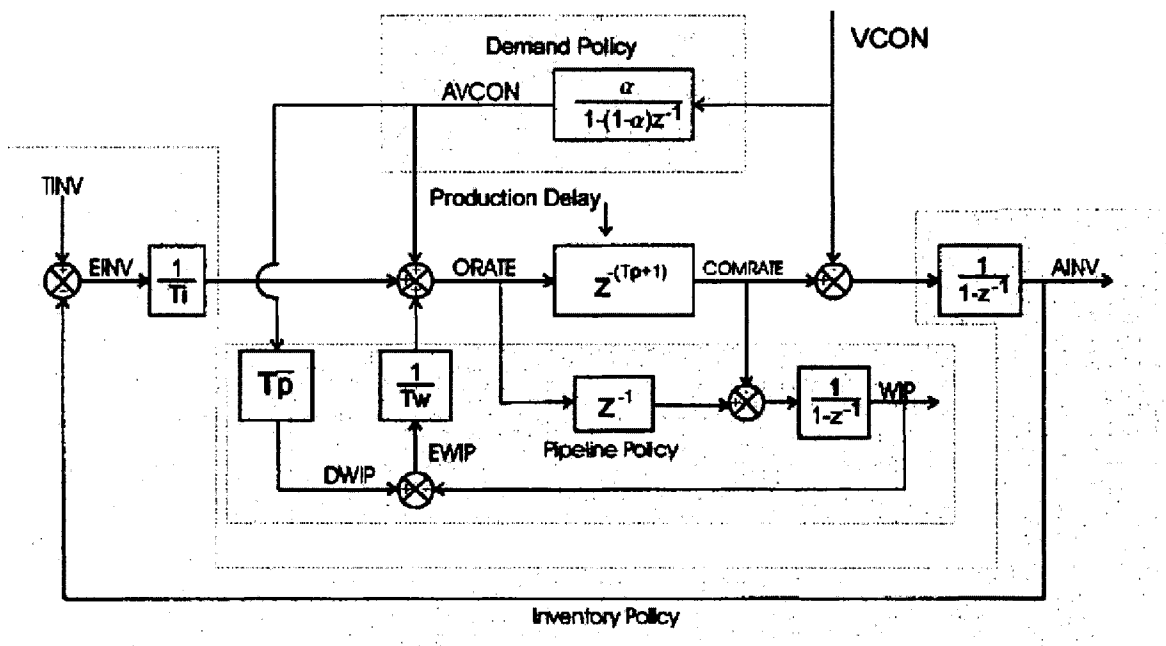 VCON
Demand Policy
AVCON
α
1-(1-α)z⁻¹
TINV
Production Delay
EINV
1
Ti
ORATE
z^-(Tp+1)
COMRATE
1
1-z⁻¹
AINV
Tp̄
1
Tw
z⁻¹
1
1-z⁻¹
WIP
Pipeline Policy
EWIP
DWIP
Inventory Policy